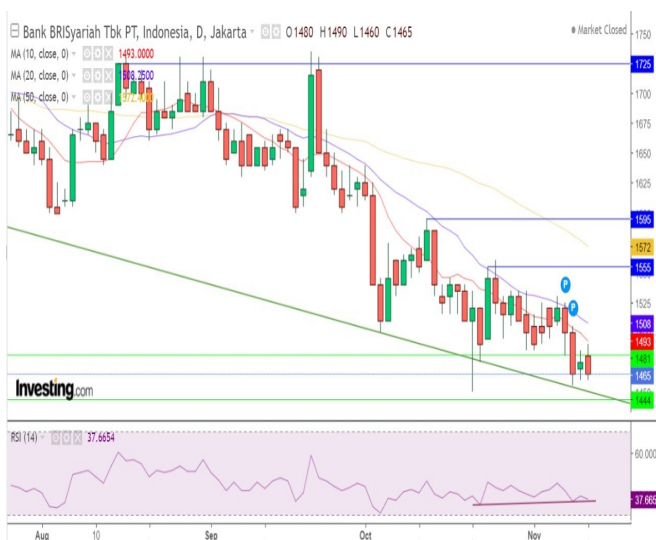 Bank BRISyariah Tbk PT, Indonesia, D, Jakarta O1480 H1490 L1460 C1465
Market Closed
MA (10, close, 0) 1493.0000
MA (20, close, 0) 1508.2500
MA (50, close, 0)
1750
1725
1700
1675
1650
1625
1595
1572
1555
1525
1508
1493
1481
1465
1444
P
P
Investing.com
RSI (14) 37.6654
60.000
37.665
Aug 10 Sep Oct Nov